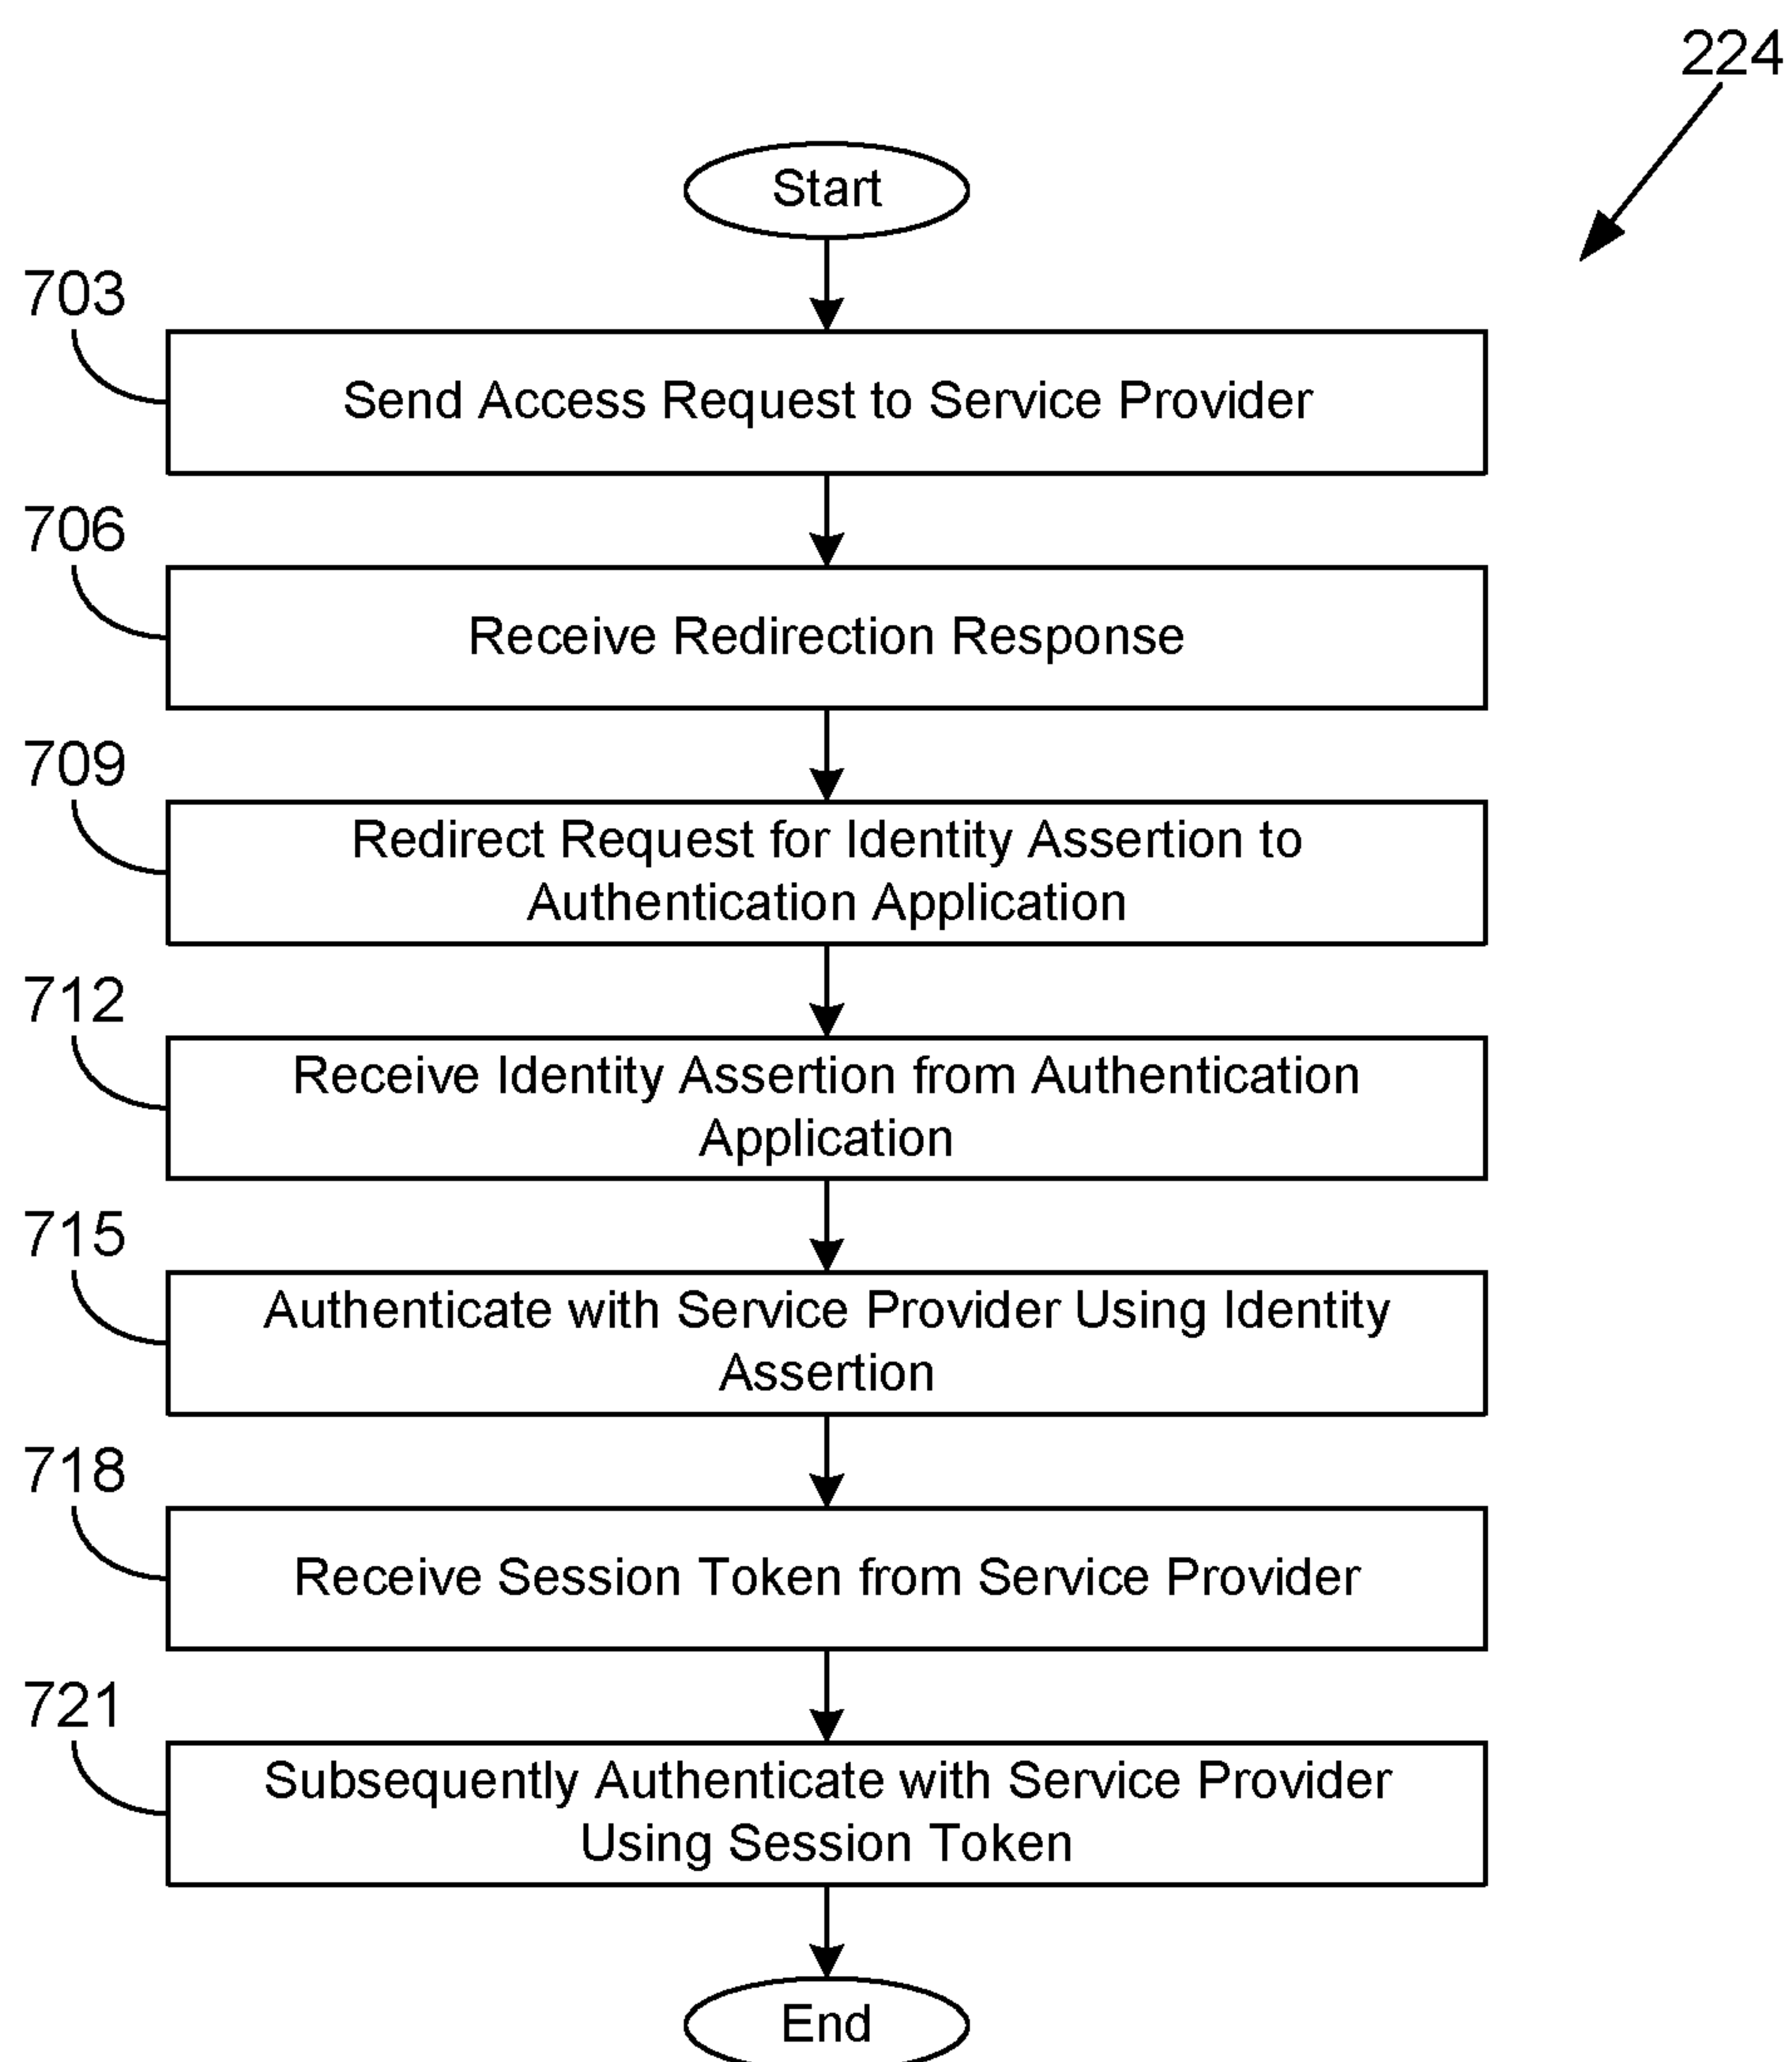 224
Start
703
Send Access Request to Service Provider
706
Receive Redirection Response
709
Redirect Request for Identity Assertion to
Authentication Application
712
Receive Identity Assertion from Authentication
Application
715
Authenticate with Service Provider Using Identity
Assertion
718
Receive Session Token from Service Provider
721
Subsequently Authenticate with Service Provider
Using Session Token
End